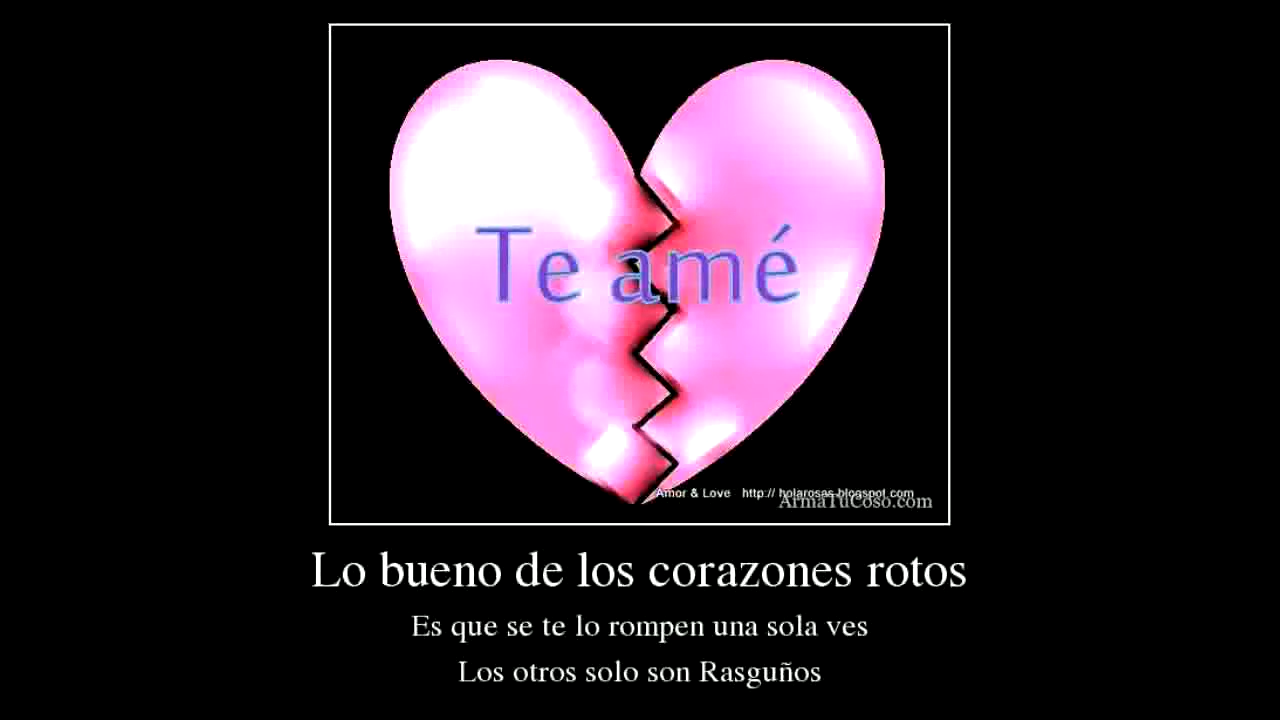 Te amé
Amor & Love http:// holarosas.blogspot.com
ArmaTuCoso.com
Lo bueno de los corazones rotos
Es que se te lo rompen una sola ves
Los otros solo son Rasguños